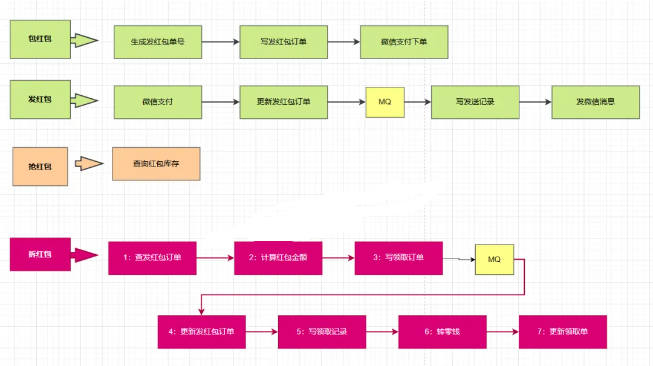 包红包
生成发红包单号
写发红包订单
微信支付下单
发红包
微信支付
更新发红包订单
MQ
写发送记录
发微信消息
抢红包
查询红包库存
拆红包
1：查发红包订单
2：计算红包金额
3：写领取订单
MQ
4：更新发红包订单
5：写领取记录
6：转零钱
7：更新领取单